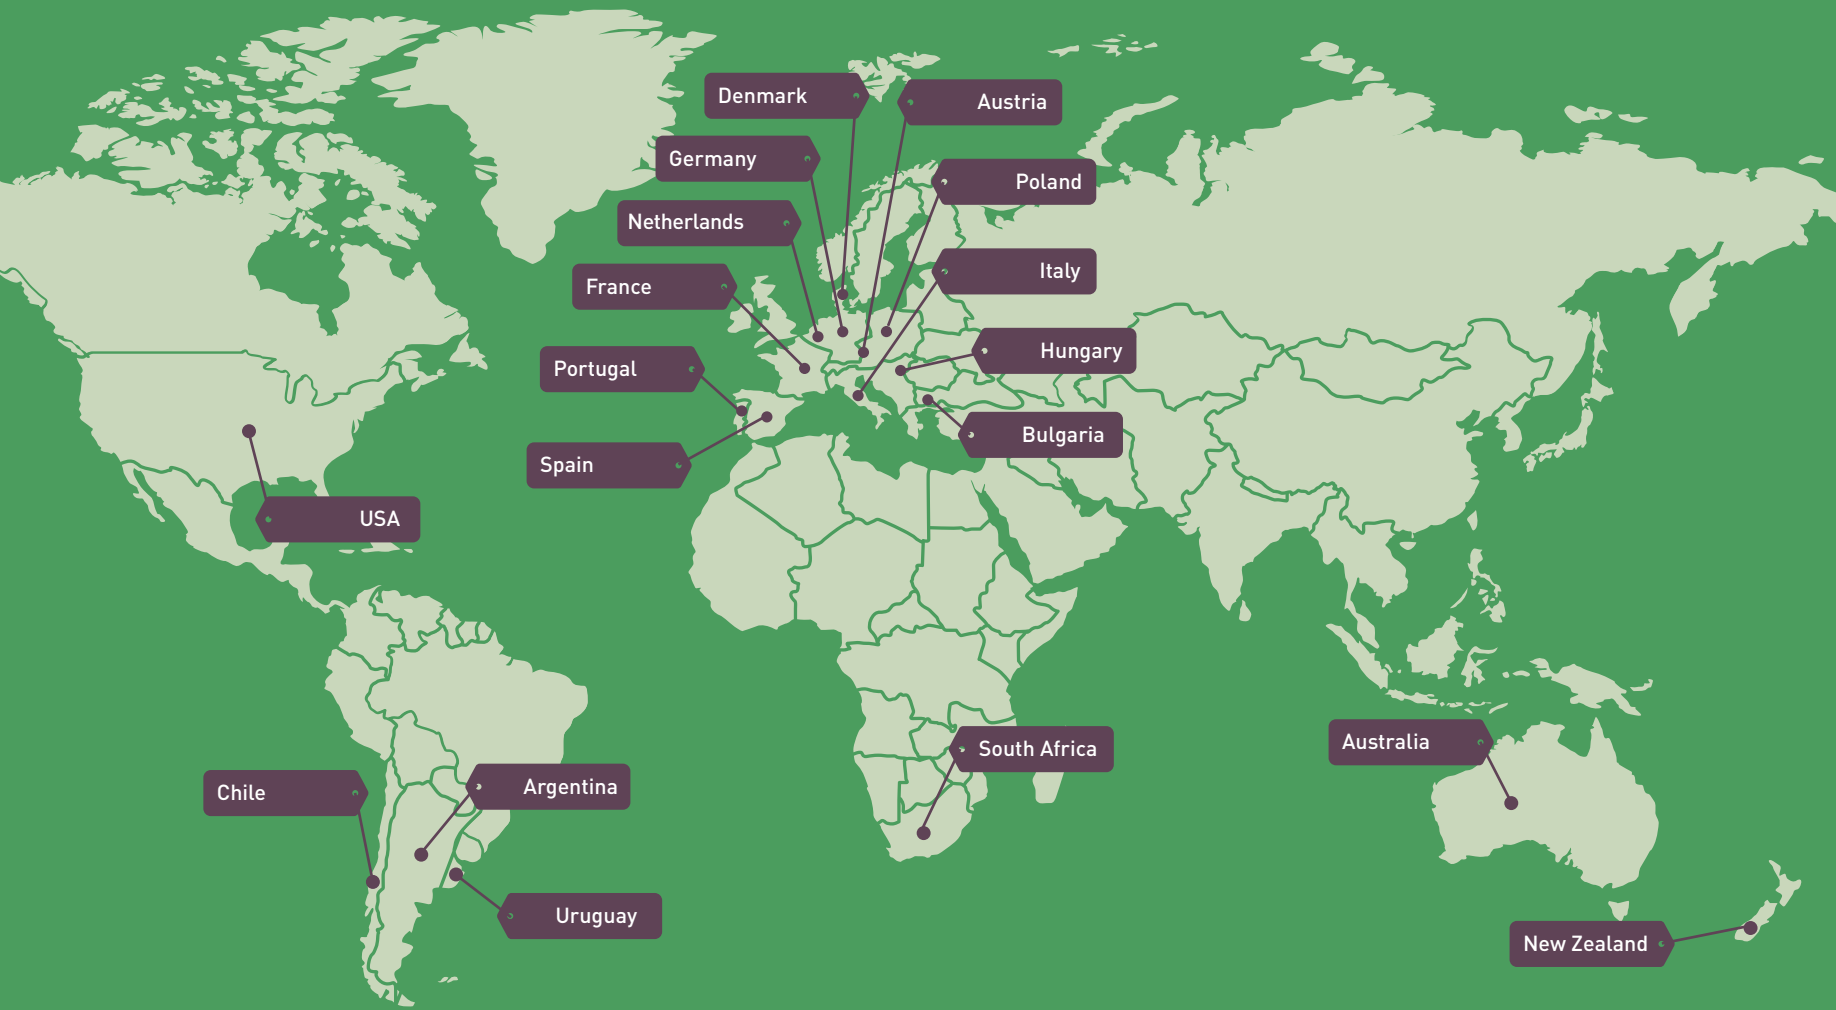 Denmark
Austria
Germany
Poland
Netherlands
Italy
France
Hungary
Portugal
Bulgaria
Spain
USA
South Africa
Australia
Argentina
Chile
Uruguay
New Zealand